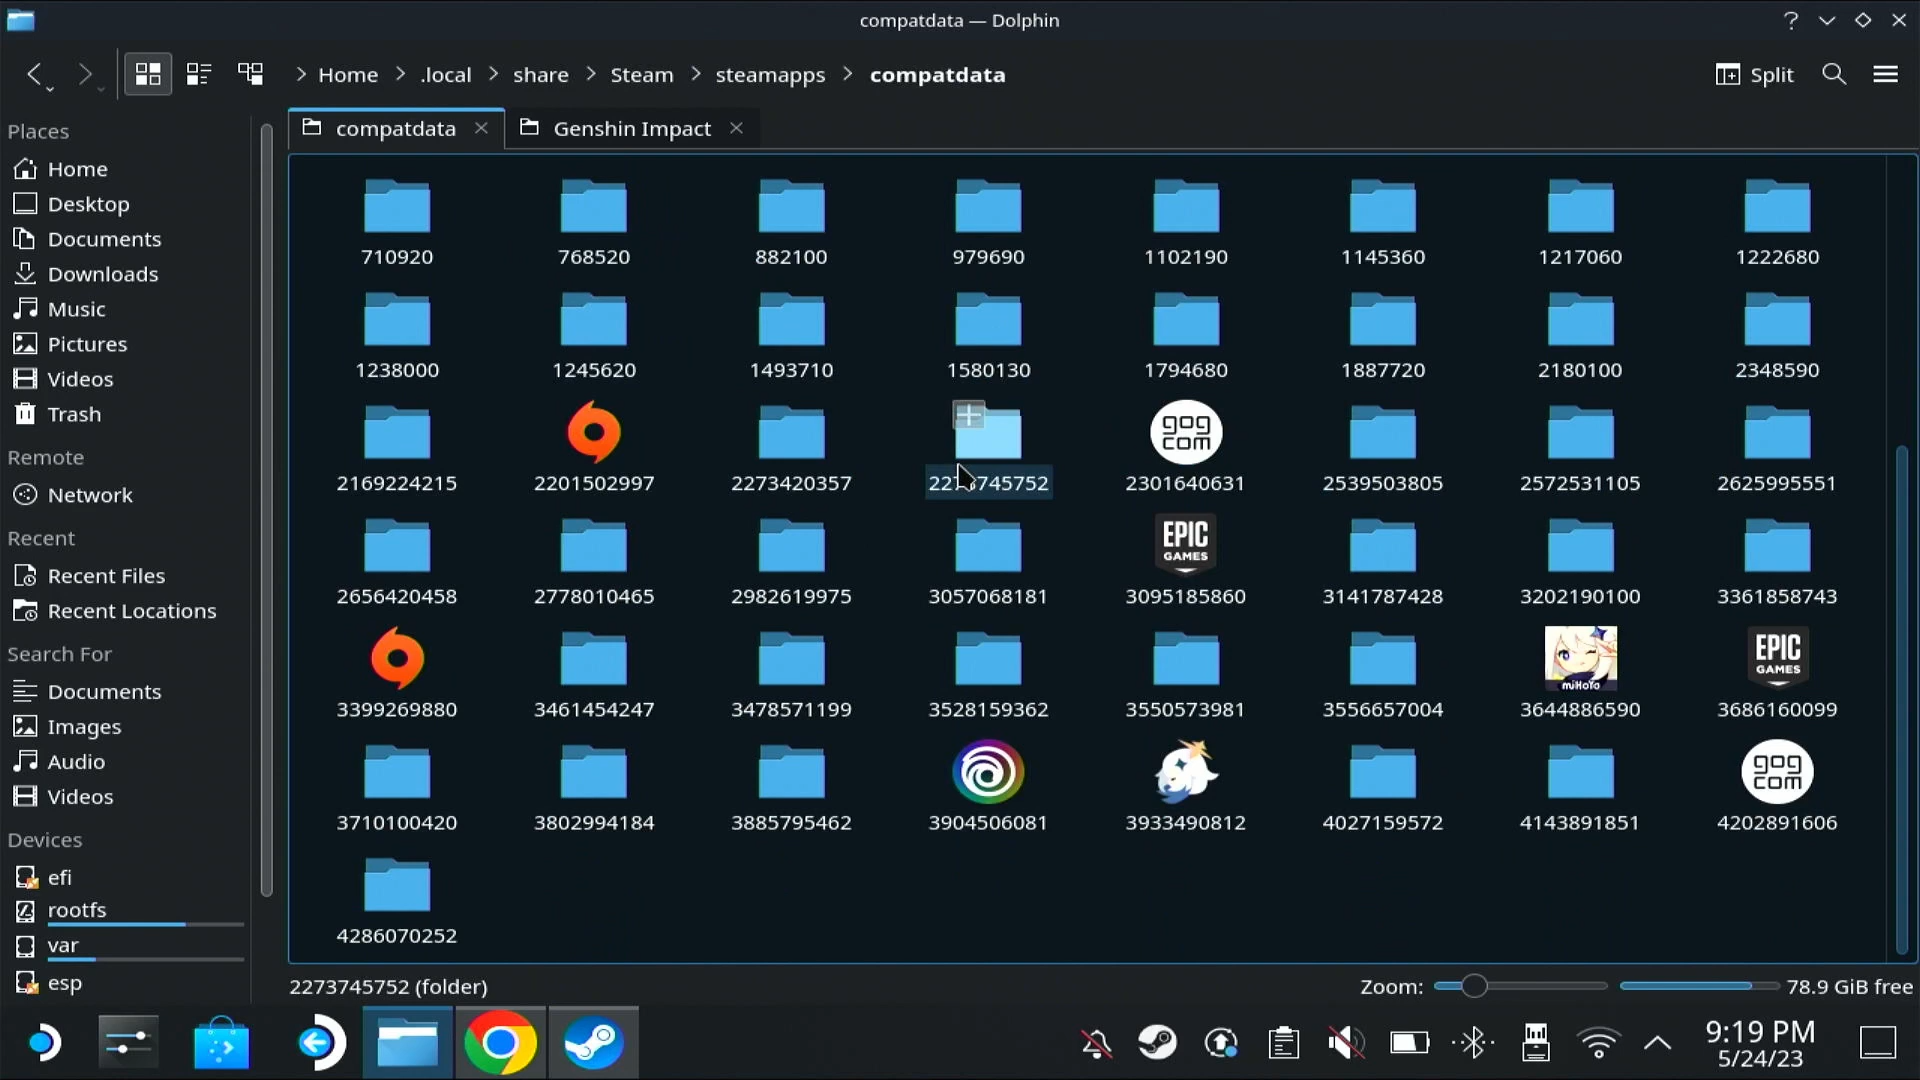 compatdata — Dolphin
Home
.local
share
Steam
steamapps
compatdata
Split
Places
Home
Desktop
Documents
Downloads
Music
Pictures
Videos
Trash
Remote
Network
Recent
Recent Files
Recent Locations
Search For
Documents
Images
Audio
Videos
Devices
efi
rootfs
var
esp
compatdata
Genshin Impact
710920
768520
882100
979690
1102190
1145360
1217060
1222680
1238000
1245620
1493710
1580130
1794680
1887720
2180100
2348590
gog
com
2169224215
2201502997
2273420357
2273745752
2301640631
2539503805
2572531105
2625995551
EPIC
GAMES
2656420458
2778010465
2982619975
3057068181
3095185860
3141787428
3202190100
3361858743
miHoYo
EPIC
GAMES
3399269880
3461454247
3478571199
3528159362
3550573981
3556657004
3644886590
3686160099
gog
com
3710100420
3802994184
3885795462
3904506081
3933490812
4027159572
4143891851
4202891606
4286070252
2273745752 (folder)
Zoom:
78.9 GiB free
9:19 PM
5/24/23